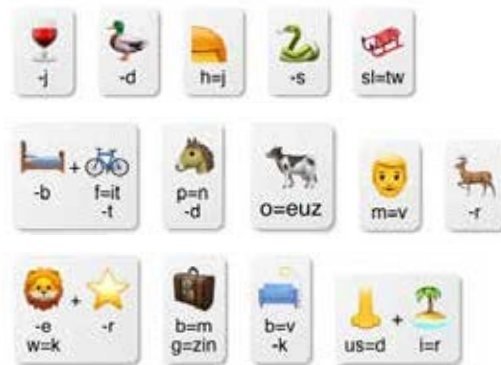 -j -d h=j -s sl=tw
+
-b f=it p=n o=euz m=v -r
-t -d
+
-e -r b=m b=v +
w=k g=zin -k us=d i=r